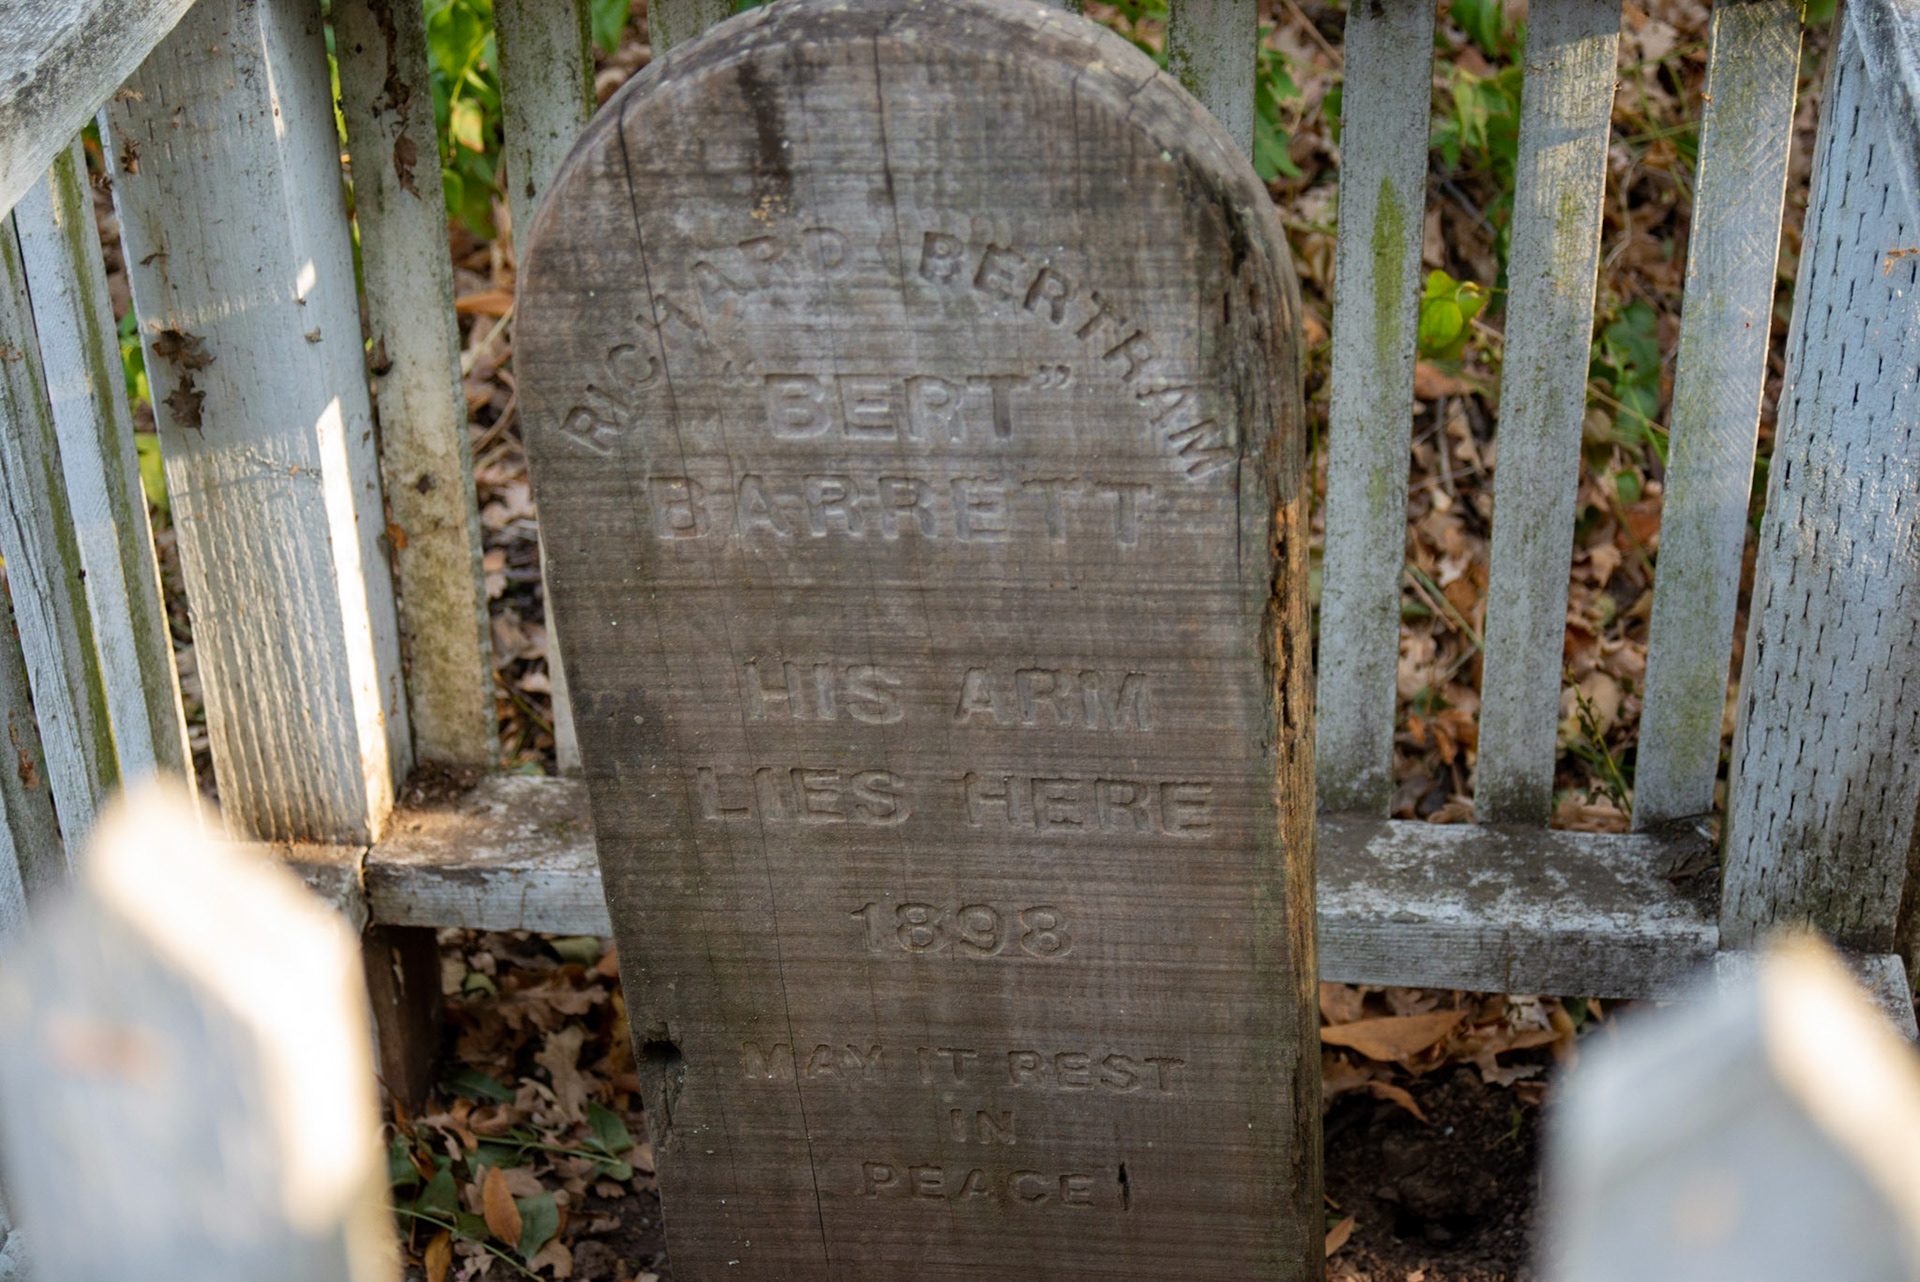 RICHARD BERTRAM
“BERT”
BARRETT
HIS ARM
LIES HERE
1898
MAY IT REST
IN
PEACE